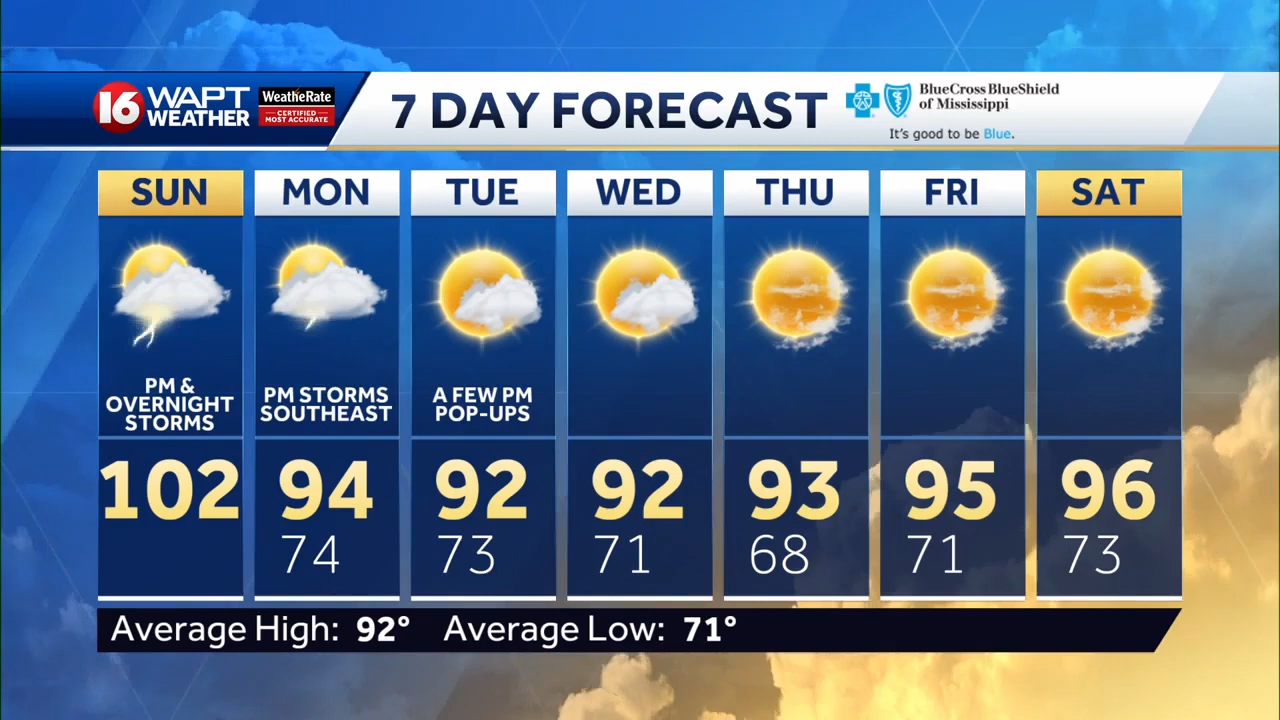 16 WAPT WEATHER
WeatheRate
CERTIFIED
MOST ACCURATE
7 DAY FORECAST
BlueCross BlueShield
of Mississippi
It's good to be Blue.
SUN MON TUE WED THU FRI SAT
PM &
OVERNIGHT
STORMS
PM STORMS
SOUTHEAST
A FEW PM
POP-UPS
102 94 92 92 93 95 96
74 73 71 68 71 73
Average High: 92° Average Low: 71°